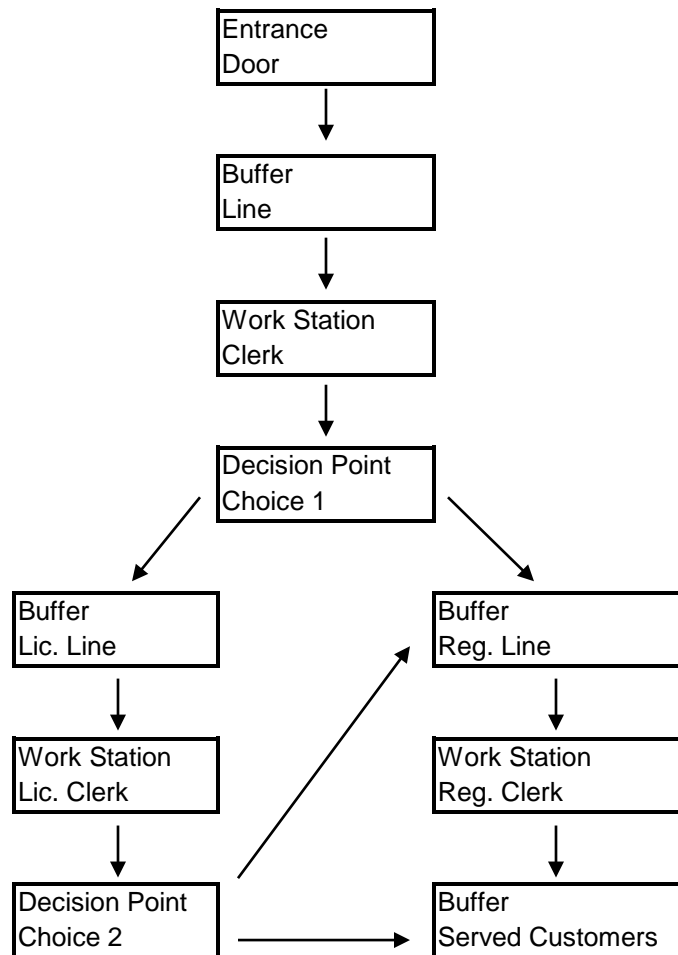 Entrance
Door
Buffer
Line
Work Station
Clerk
Decision Point
Choice 1
Buffer
Lic. Line
Buffer
Reg. Line
Work Station
Lic. Clerk
Work Station
Reg. Clerk
Decision Point
Choice 2
Buffer
Served Customers